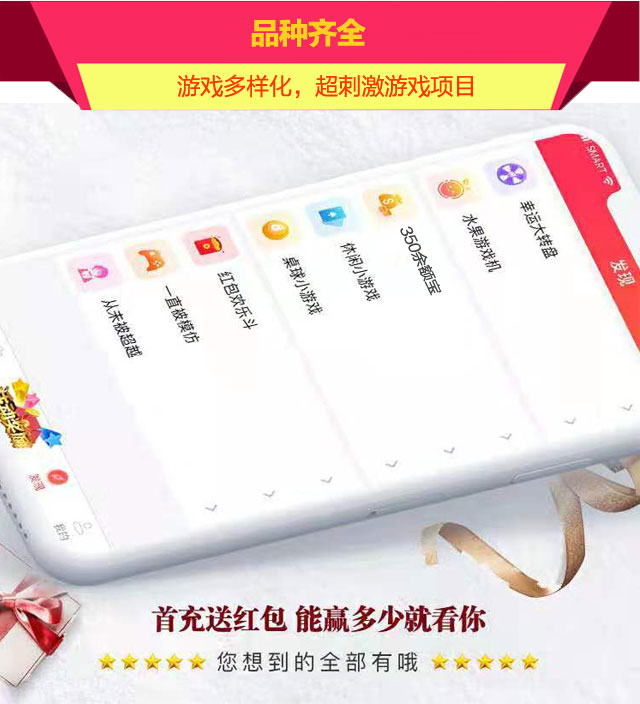 品种齐全
游戏多样化，超刺激游戏项目
SMART
发现
幸运大转盘
水果游戏机
350余额宝
休闲小游戏
桌球小游戏
红包欢乐斗
一直被模仿
从未被超越
发现
我的
首充送红包 能赢多少就看你
您想到的全部有哦